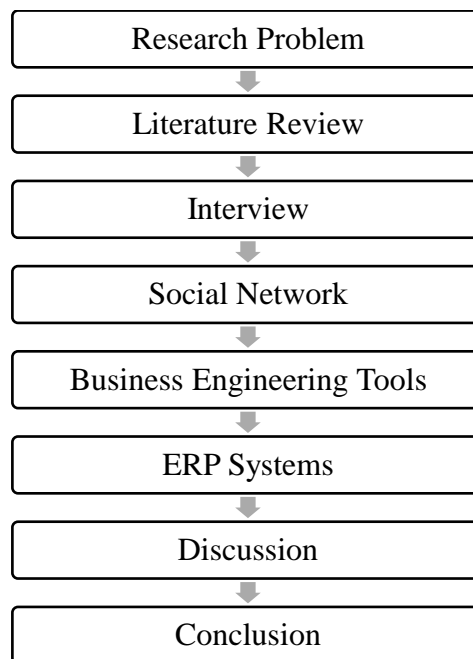 Research Problem
Literature Review
Interview
Social Network
Business Engineering Tools
ERP Systems
Discussion
Conclusion